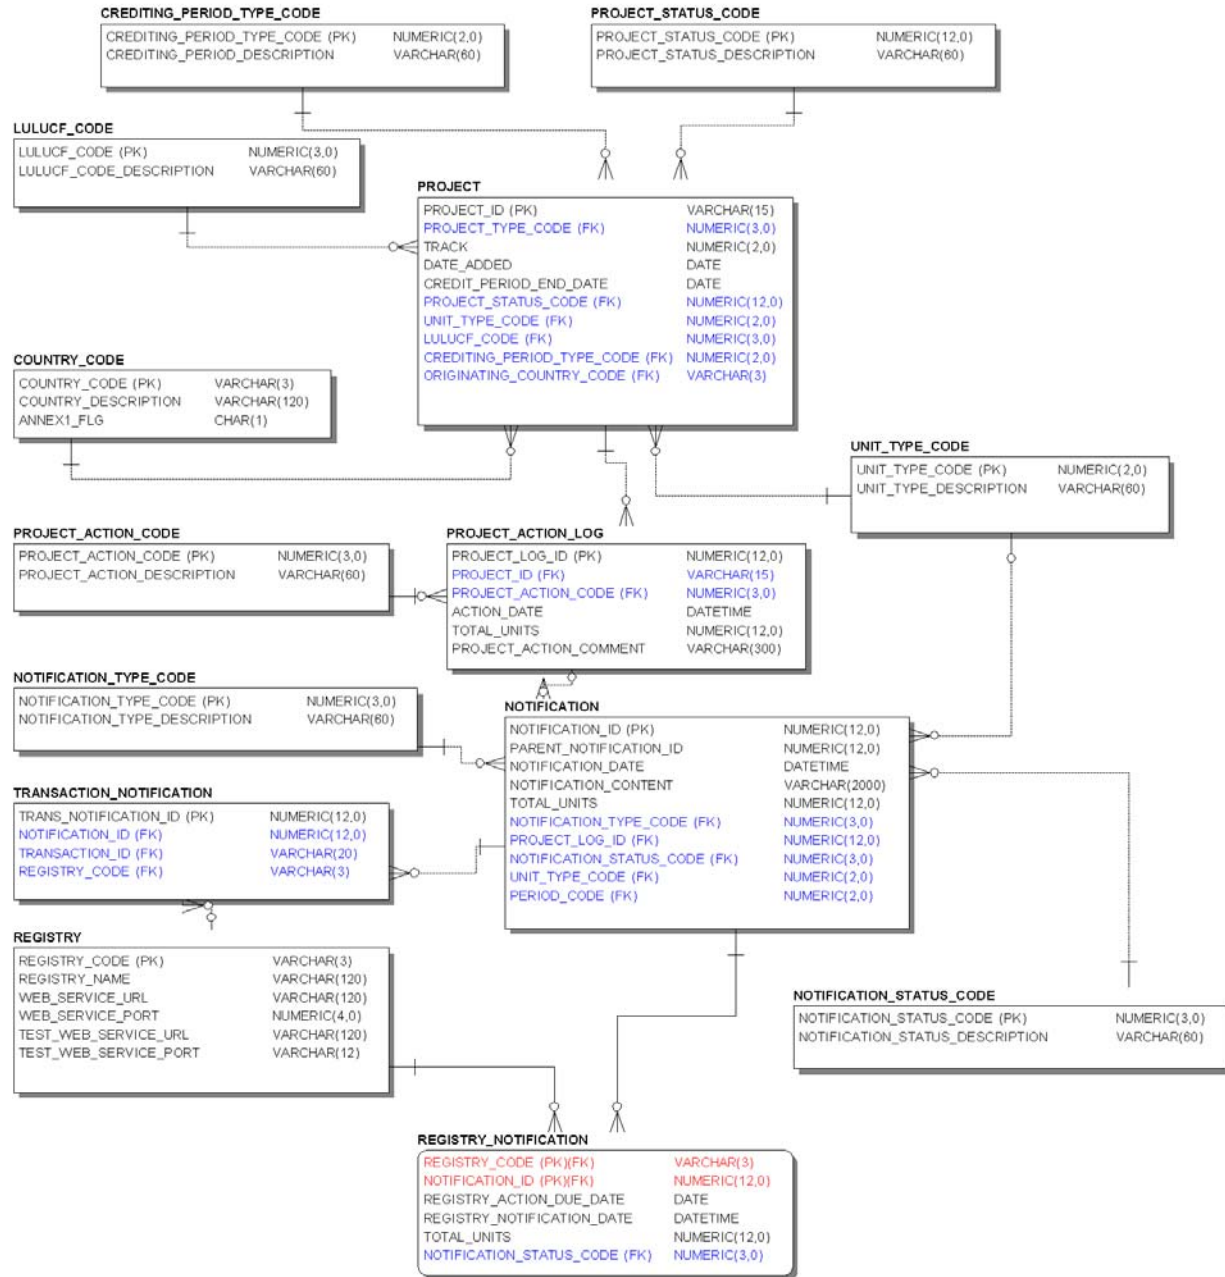 CREDITING_PERIOD_TYPE_CODE
CREDITING_PERIOD_TYPE_CODE (PK) NUMERIC(2,0)
CREDITING_PERIOD_DESCRIPTION VARCHAR(60)
PROJECT_STATUS_CODE
PROJECT_STATUS_CODE (PK) NUMERIC(12,0)
PROJECT_STATUS_DESCRIPTION VARCHAR(60)
LULUCF_CODE
LULUCF_CODE (PK) NUMERIC(3,0)
LULUCF_CODE_DESCRIPTION VARCHAR(60)
PROJECT
PROJECT_ID (PK) VARCHAR(15)
PROJECT_TYPE_CODE (FK) NUMERIC(3,0)
TRACK NUMERIC(2,0)
DATE_ADDED DATE
CREDIT_PERIOD_END_DATE DATE
PROJECT_STATUS_CODE (FK) NUMERIC(12,0)
UNIT_TYPE_CODE (FK) NUMERIC(2,0)
LULUCF_CODE (FK) NUMERIC(3,0)
CREDITING_PERIOD_TYPE_CODE (FK) NUMERIC(2,0)
ORIGINATING_COUNTRY_CODE (FK) VARCHAR(3)
COUNTRY_CODE
COUNTRY_CODE (PK) VARCHAR(3)
COUNTRY_DESCRIPTION VARCHAR(120)
ANNEX1_FLG CHAR(1)
UNIT_TYPE_CODE
UNIT_TYPE_CODE (PK) NUMERIC(2,0)
UNIT_TYPE_DESCRIPTION VARCHAR(60)
PROJECT_ACTION_CODE
PROJECT_ACTION_CODE (PK) NUMERIC(3,0)
PROJECT_ACTION_DESCRIPTION VARCHAR(60)
PROJECT_ACTION_LOG
PROJECT_LOG_ID (PK) NUMERIC(12,0)
PROJECT_ID (FK) VARCHAR(15)
PROJECT_ACTION_CODE (FK) NUMERIC(3,0)
ACTION_DATE DATETIME
TOTAL_UNITS NUMERIC(12,0)
PROJECT_ACTION_COMMENT VARCHAR(300)
NOTIFICATION_TYPE_CODE
NOTIFICATION_TYPE_CODE (PK) NUMERIC(3,0)
NOTIFICATION_TYPE_DESCRIPTION VARCHAR(60)
NOTIFICATION
NOTIFICATION_ID (PK) NUMERIC(12,0)
PARENT_NOTIFICATION_ID NUMERIC(12,0)
NOTIFICATION_DATE DATETIME
NOTIFICATION_CONTENT VARCHAR(2000)
TOTAL_UNITS NUMERIC(12,0)
NOTIFICATION_TYPE_CODE (FK) NUMERIC(3,0)
PROJECT_LOG_ID (FK) NUMERIC(12,0)
NOTIFICATION_STATUS_CODE (FK) NUMERIC(3,0)
UNIT_TYPE_CODE (FK) NUMERIC(2,0)
PERIOD_CODE (FK) NUMERIC(2,0)
TRANSACTION_NOTIFICATION
TRANS_NOTIFICATION_ID (PK) NUMERIC(12,0)
NOTIFICATION_ID (FK) NUMERIC(12,0)
TRANSACTION_ID (FK) VARCHAR(20)
REGISTRY_CODE (FK) VARCHAR(3)
REGISTRY
REGISTRY_CODE (PK) VARCHAR(3)
REGISTRY_NAME VARCHAR(120)
WEB_SERVICE_URL VARCHAR(120)
WEB_SERVICE_PORT NUMERIC(4,0)
TEST_WEB_SERVICE_URL VARCHAR(120)
TEST_WEB_SERVICE_PORT VARCHAR(12)
NOTIFICATION_STATUS_CODE
NOTIFICATION_STATUS_CODE (PK) NUMERIC(3,0)
NOTIFICATION_STATUS_DESCRIPTION VARCHAR(60)
REGISTRY_NOTIFICATION
REGISTRY_CODE (PK)(FK) VARCHAR(3)
NOTIFICATION_ID (PK)(FK) NUMERIC(12,0)
REGISTRY_ACTION_DUE_DATE DATE
REGISTRY_NOTIFICATION_DATE DATETIME
TOTAL_UNITS NUMERIC(12,0)
NOTIFICATION_STATUS_CODE (FK) NUMERIC(3,0)